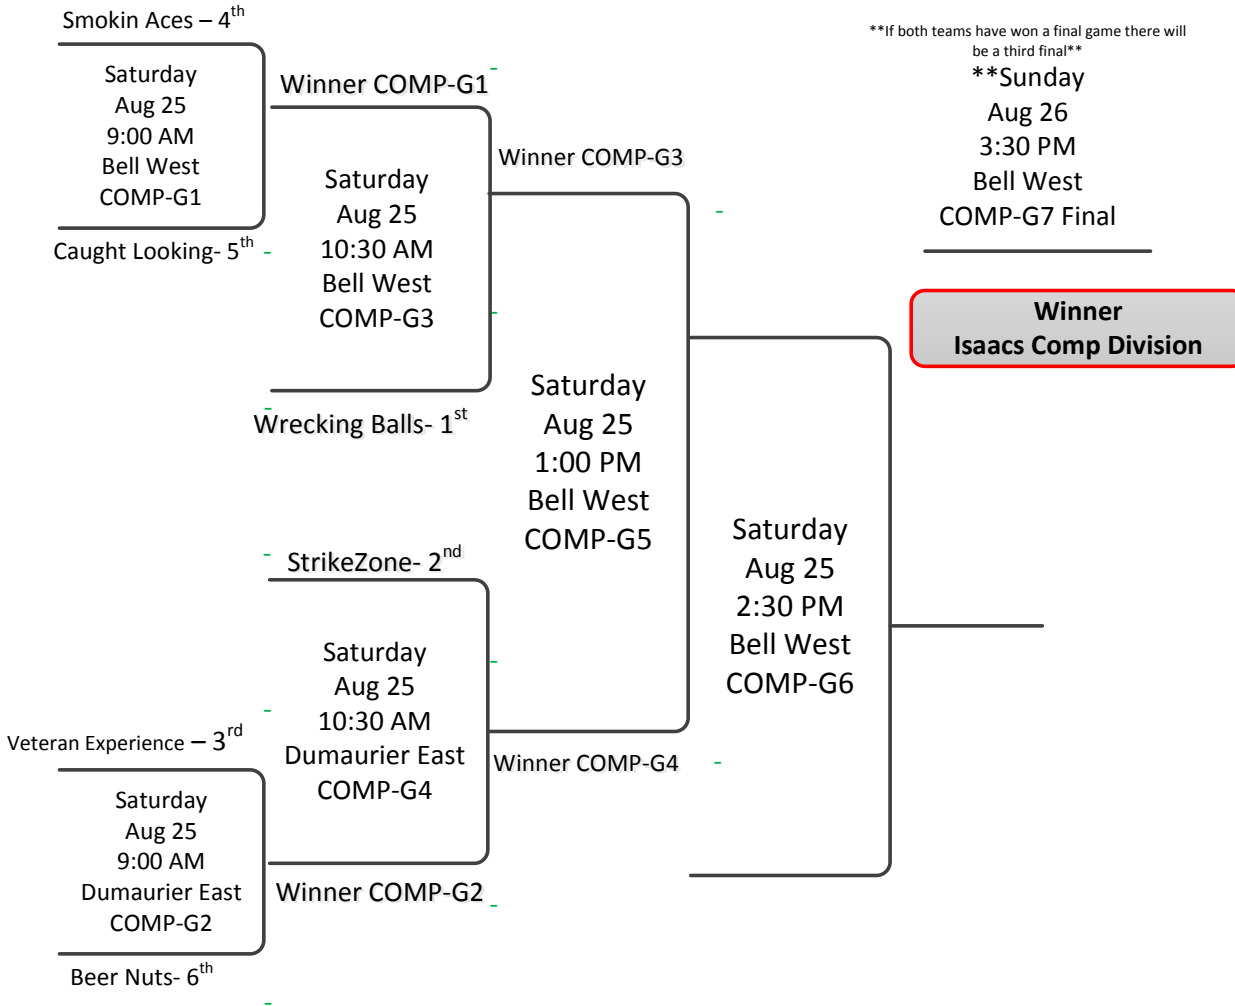 Smokin Aces – 4th
Saturday
Aug 25
9:00 AM
Bell West
COMP-G1
Caught Looking- 5th
Winner COMP-G1
Saturday
Aug 25
10:30 AM
Bell West
COMP-G3
Wrecking Balls- 1st
Winner COMP-G3
Saturday
Aug 25
1:00 PM
Bell West
COMP-G5
StrikeZone- 2nd
Saturday
Aug 25
10:30 AM
Dumaurier East
COMP-G4
Winner COMP-G4
Veteran Experience – 3rd
Saturday
Aug 25
9:00 AM
Dumaurier East
COMP-G2
Beer Nuts- 6th
Winner COMP-G2
Saturday
Aug 25
2:30 PM
Bell West
COMP-G6
**If both teams have won a final game there will
be a third final**
**Sunday
Aug 26
3:30 PM
Bell West
COMP-G7 Final
Winner
Isaacs Comp Division